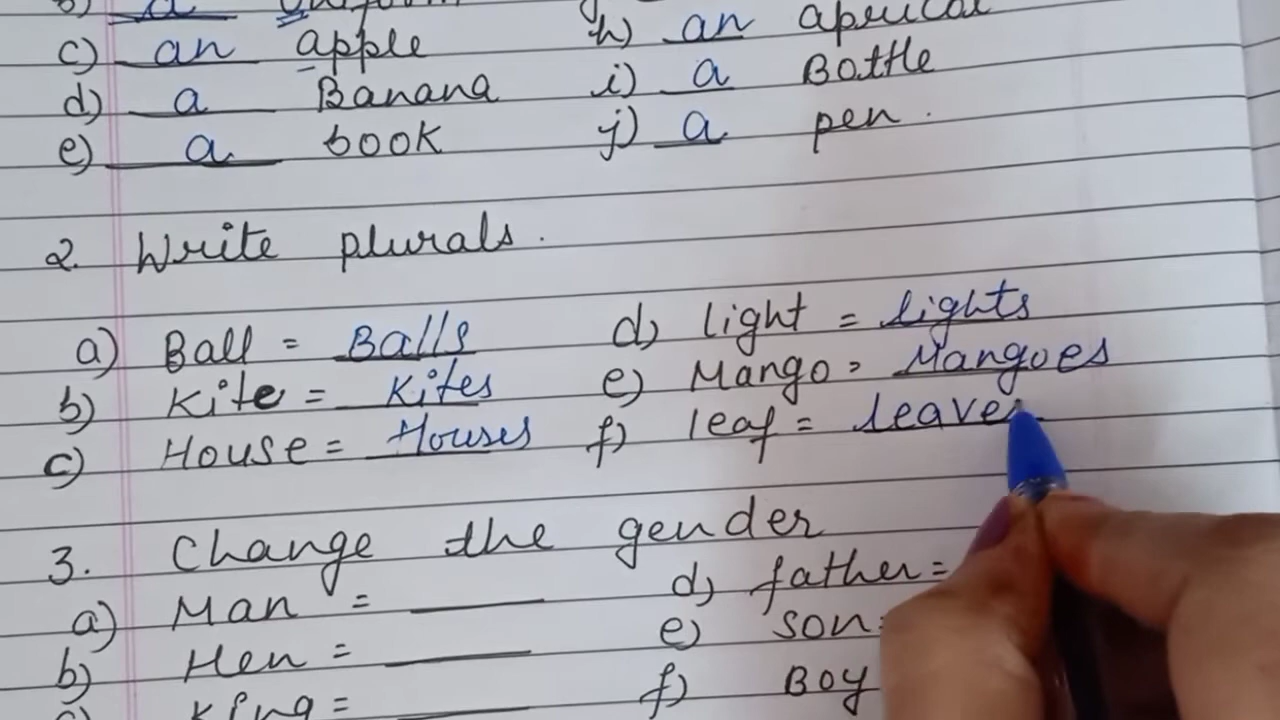 a
c) an apple h) an
d) a Banana i) a Bottle
e) a book j) a pen.
2. Write plurals.
a) Ball = Balls d) light = lights
b) Kite = Kites e) Mango = Mangoes
c) House = Houses f) leaf = leaves
3. Change the gender
a) Man = d) father =
b) Hen = e) son =
King = f) Boy